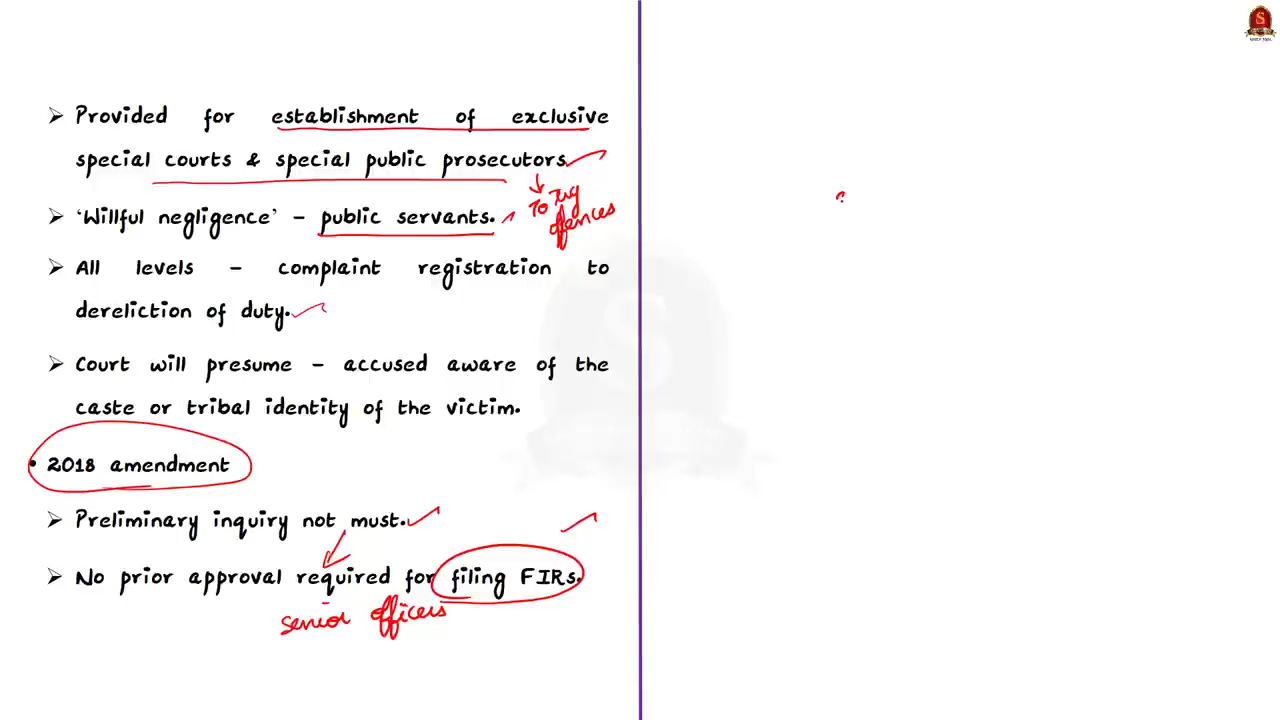 ➢ Provided for establishment of exclusive
special courts & special public prosecutors
To try
offences
➢ 'Willful negligence' – public servants.
➢ All levels – complaint registration to
dereliction of duty.
➢ Court will presume – accused aware of the
caste or tribal identity of the victim.
• 2018 amendment
➢ Preliminary inquiry not must.
➢ No prior approval required for filing FIRs.
senior officers
S